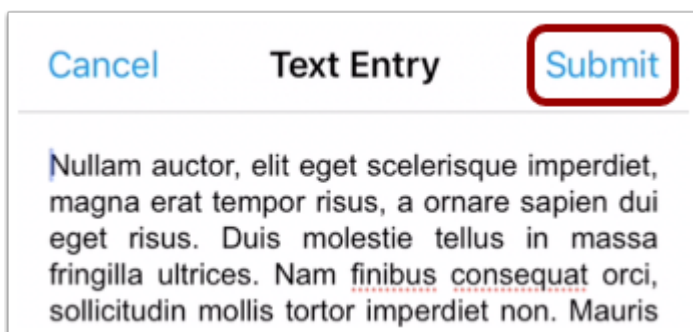 Cancel Text Entry Submit
Nullam auctor, elit eget scelerisque imperdiet,
magna erat tempor risus, a ornare sapien dui
eget risus. Duis molestie tellus in massa
fringilla ultrices. Nam finibus consequat orci,
sollicitudin mollis tortor imperdiet non. Mauris